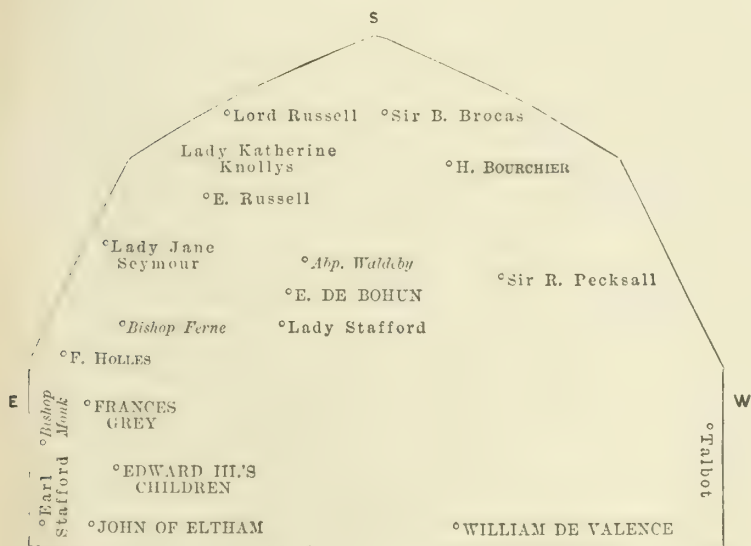 S
°Lord Russell °Sir B. Brocas
Lady Katherine
Knollys
°H. BOURCHIER
°E. Russell
°Lady Jane
Seymour
°Abp. Waldeby
°Sir R. Pecksall
°E. DE BOHUN
°Bishop Ferne °Lady Stafford
°F. HOLLES
E
°Bishop
Monk
°FRANCES
GREY
W
°Talbot
°Earl
Stafford
°EDWARD III.'S
CHILDREN
°JOHN OF ELTHAM °WILLIAM DE VALENCE